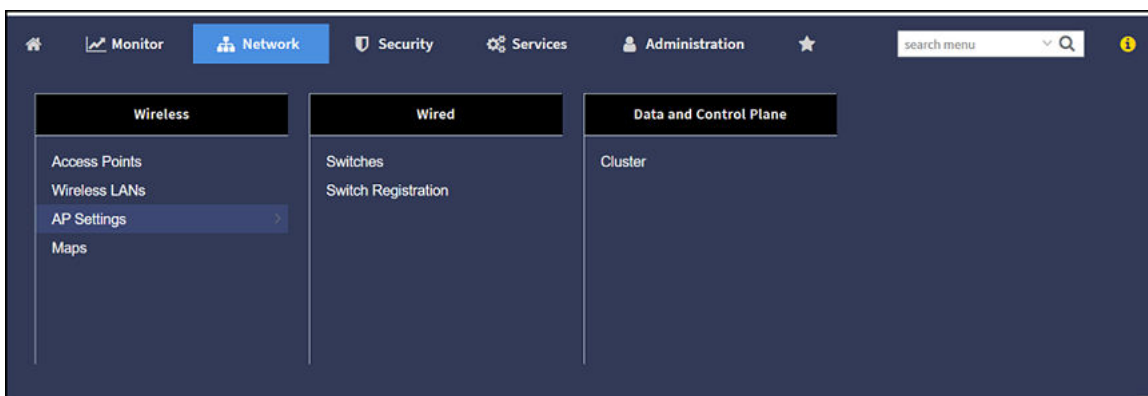 Monitor Network Security Services Administration search menu
Wireless Wired Data and Control Plane
Access Points Switches Cluster
Wireless LANs Switch Registration
AP Settings
Maps